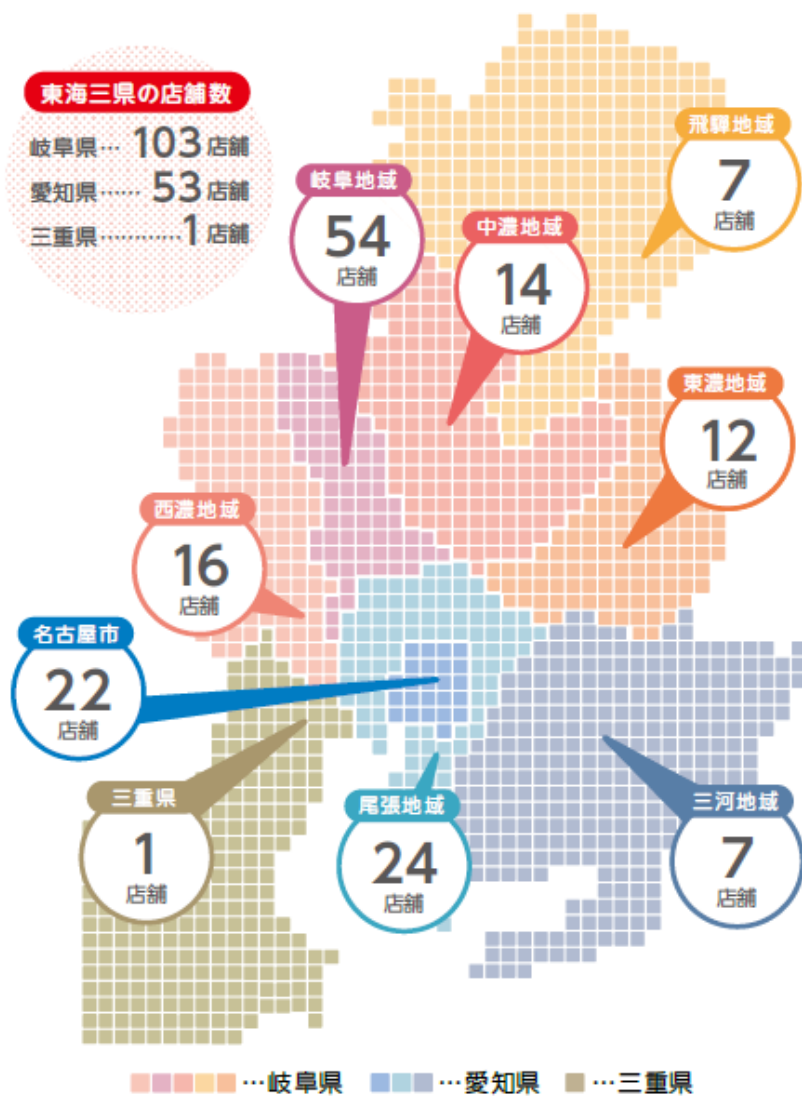 東海三県の店舗数
岐阜県… 103 店舗
愛知県…… 53 店舗
三重県…………1 店舗
飛騨地域
7
店舗
岐阜地域
54
店舗
中濃地域
14
店舗
東濃地域
12
店舗
西濃地域
16
店舗
名古屋市
22
店舗
三重県
1
店舗
尾張地域
24
店舗
三河地域
7
店舗
…岐阜県 …愛知県 …三重県